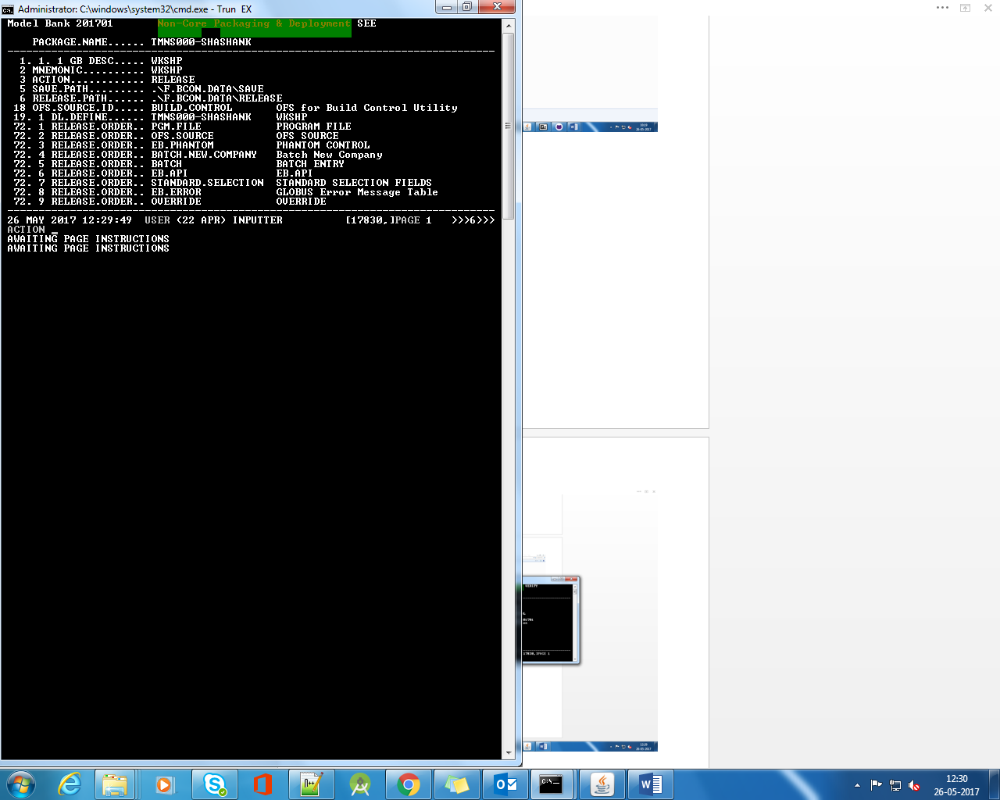 Administrator: C:\windows\system32\cmd.exe - Trun EX
Model Bank 201701 Non-Core Packaging & Deployment SEE
PACKAGE.NAME...... TMNS000-SHASHANK
1. 1. 1 GB DESC..... WKSHP
2 MNEMONIC.......... WKSHP
3 ACTION............ RELEASE
5 SAVE.PATH......... .\F.BCON.DATA\SAVE
6 RELEASE.PATH...... .\F.BCON.DATA\RELEASE
18 OFS.SOURCE.ID..... BUILD.CONTROL OFS for Build Control Utility
19. 1 DL.DEFINE...... TMNS000-SHASHANK WKSHP
72. 1 RELEASE.ORDER.. PGM.FILE PROGRAM FILE
72. 2 RELEASE.ORDER.. OFS.SOURCE OFS SOURCE
72. 3 RELEASE.ORDER.. EB.PHANTOM PHANTOM CONTROL
72. 4 RELEASE.ORDER.. BATCH.NEW.COMPANY Batch New Company
72. 5 RELEASE.ORDER.. BATCH BATCH ENTRY
72. 6 RELEASE.ORDER.. EB.API EB.API
72. 7 RELEASE.ORDER.. STANDARD.SELECTION STANDARD SELECTION FIELDS
72. 8 RELEASE.ORDER.. EB.ERROR GLOBUS Error Message Table
72. 9 RELEASE.ORDER.. OVERRIDE OVERRIDE
26 MAY 2017 12:29:49 USER (22 APR) INPUTTER [17830,]PAGE 1 >>>6>>>
ACTION _
AWAITING PAGE INSTRUCTIONS
AWAITING PAGE INSTRUCTIONS
12:30
26-05-2017